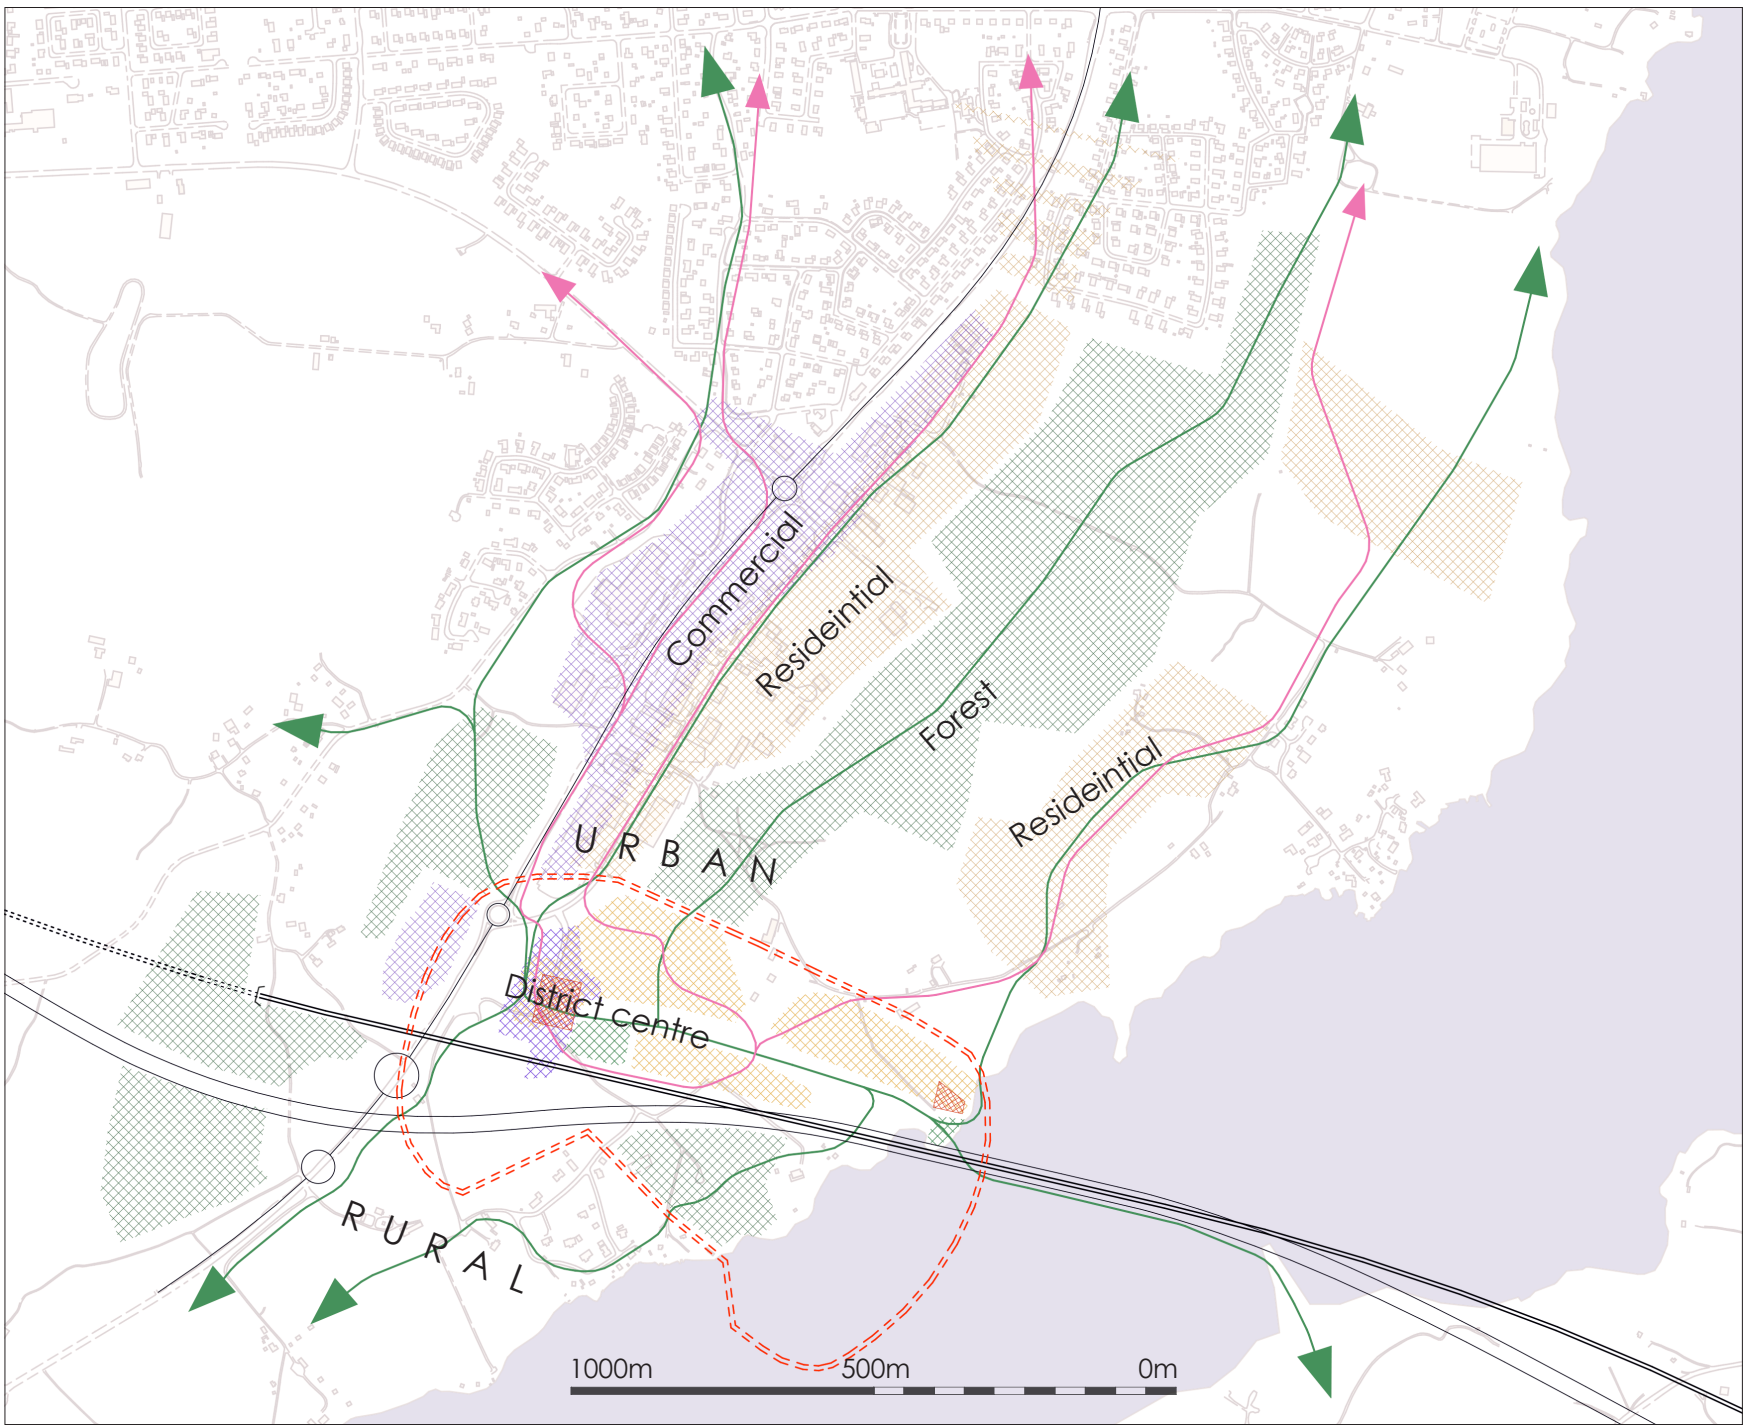 Commercial
Resideintial
Forest
Resideintial
URBAN
District centre
RURAL
1000m 500m 0m